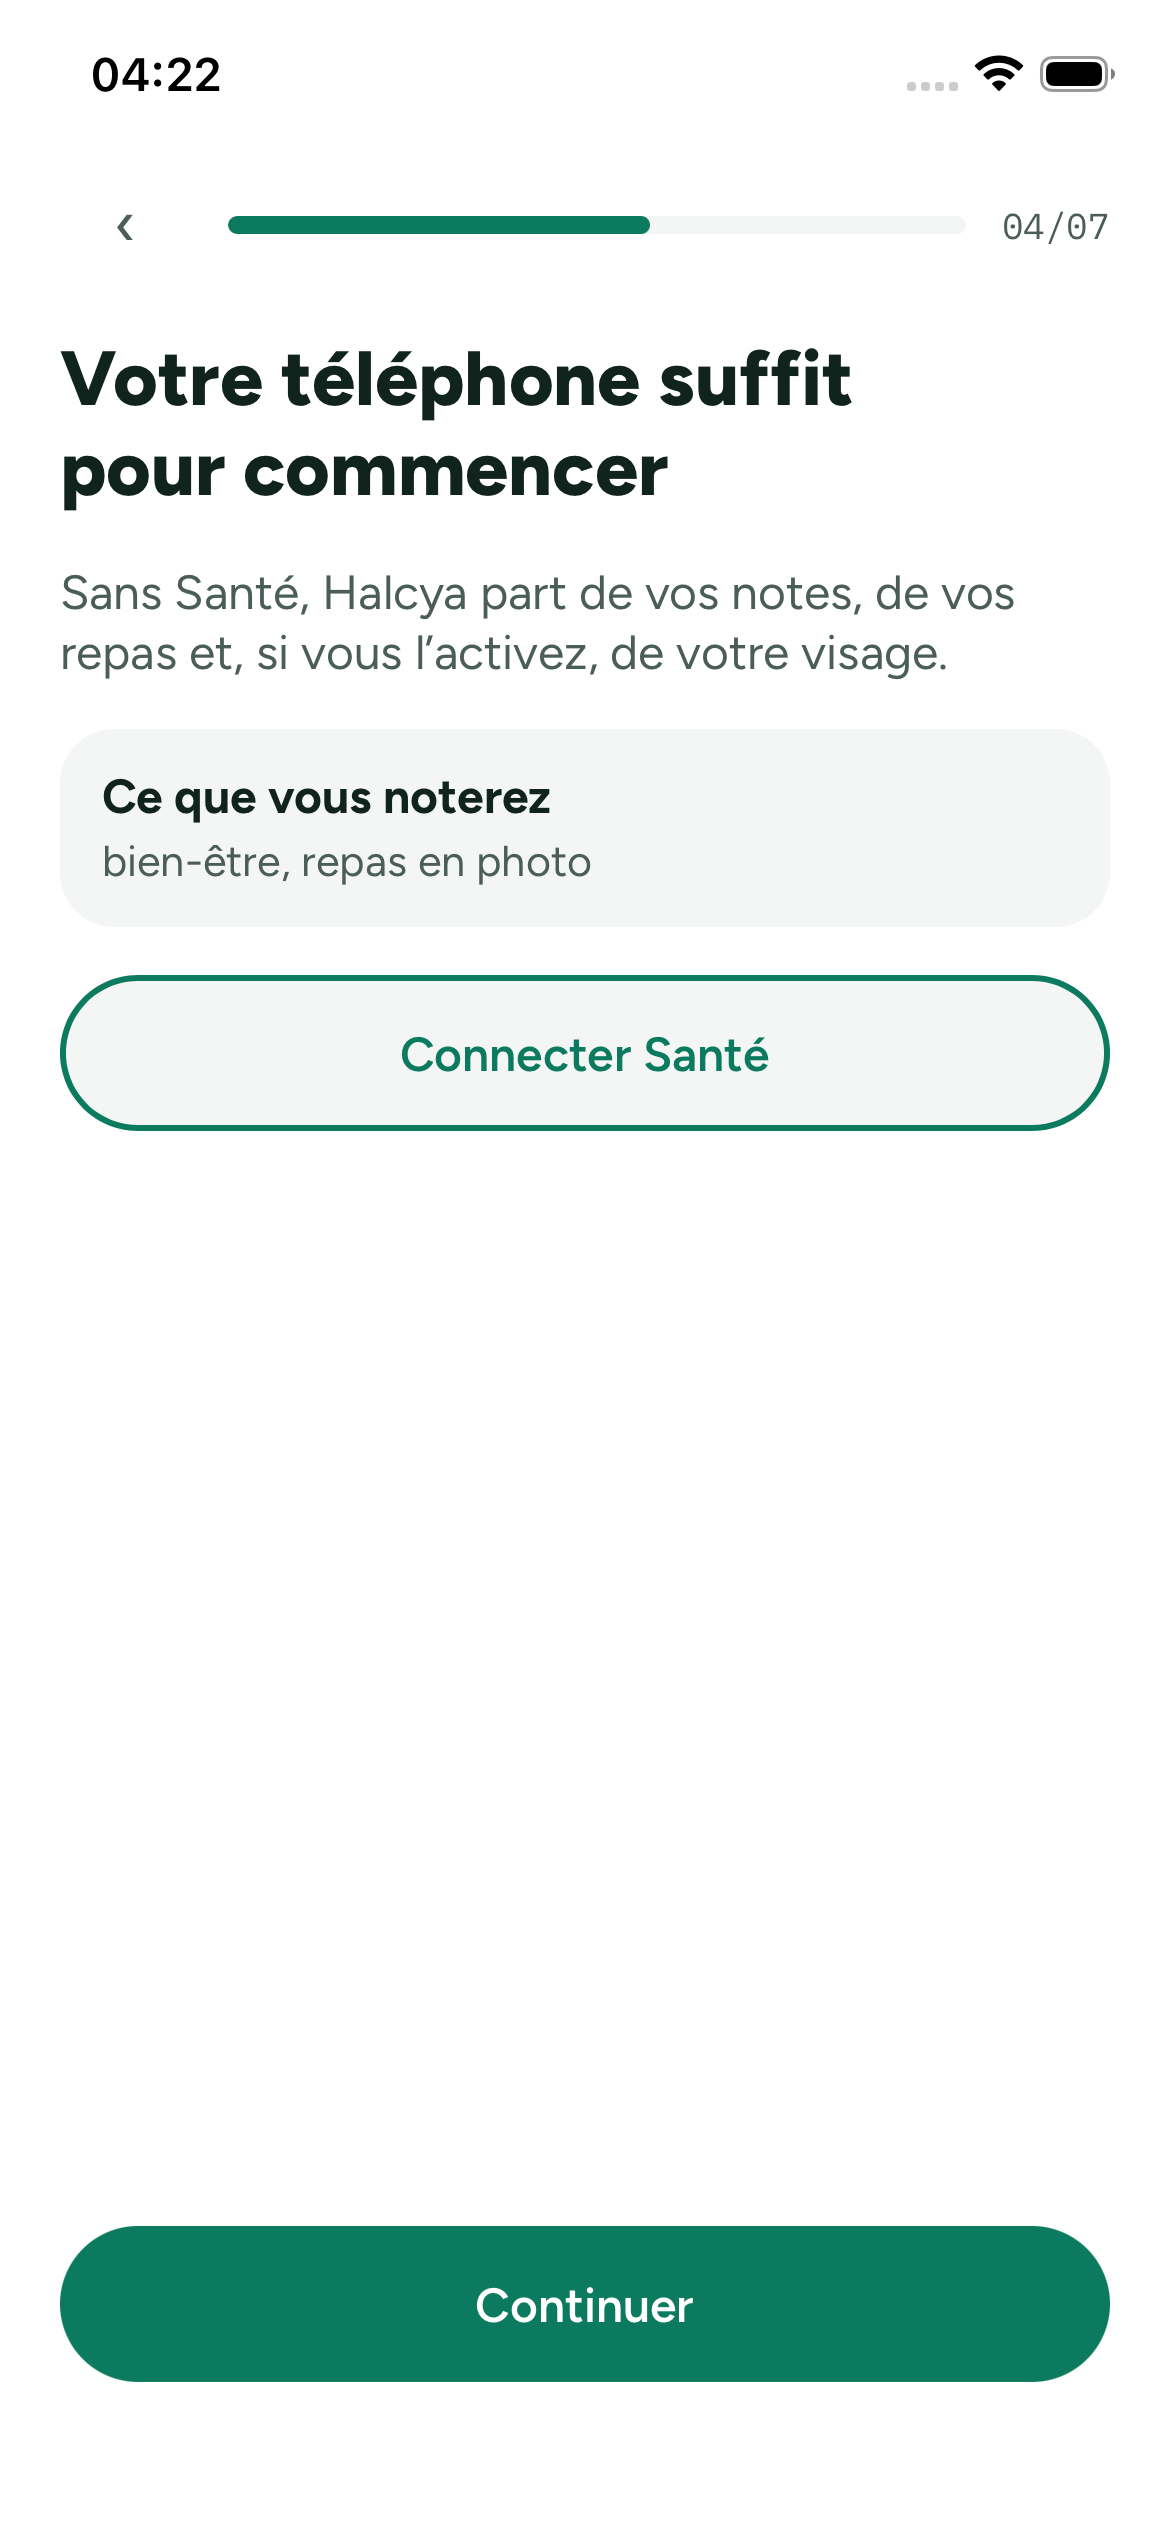 04:22
04/07
Votre téléphone suffit
pour commencer
Sans Santé, Halcya part de vos notes, de vos
repas et, si vous l’activez, de votre visage.
Ce que vous noterez
bien-être, repas en photo
Connecter Santé
Continuer